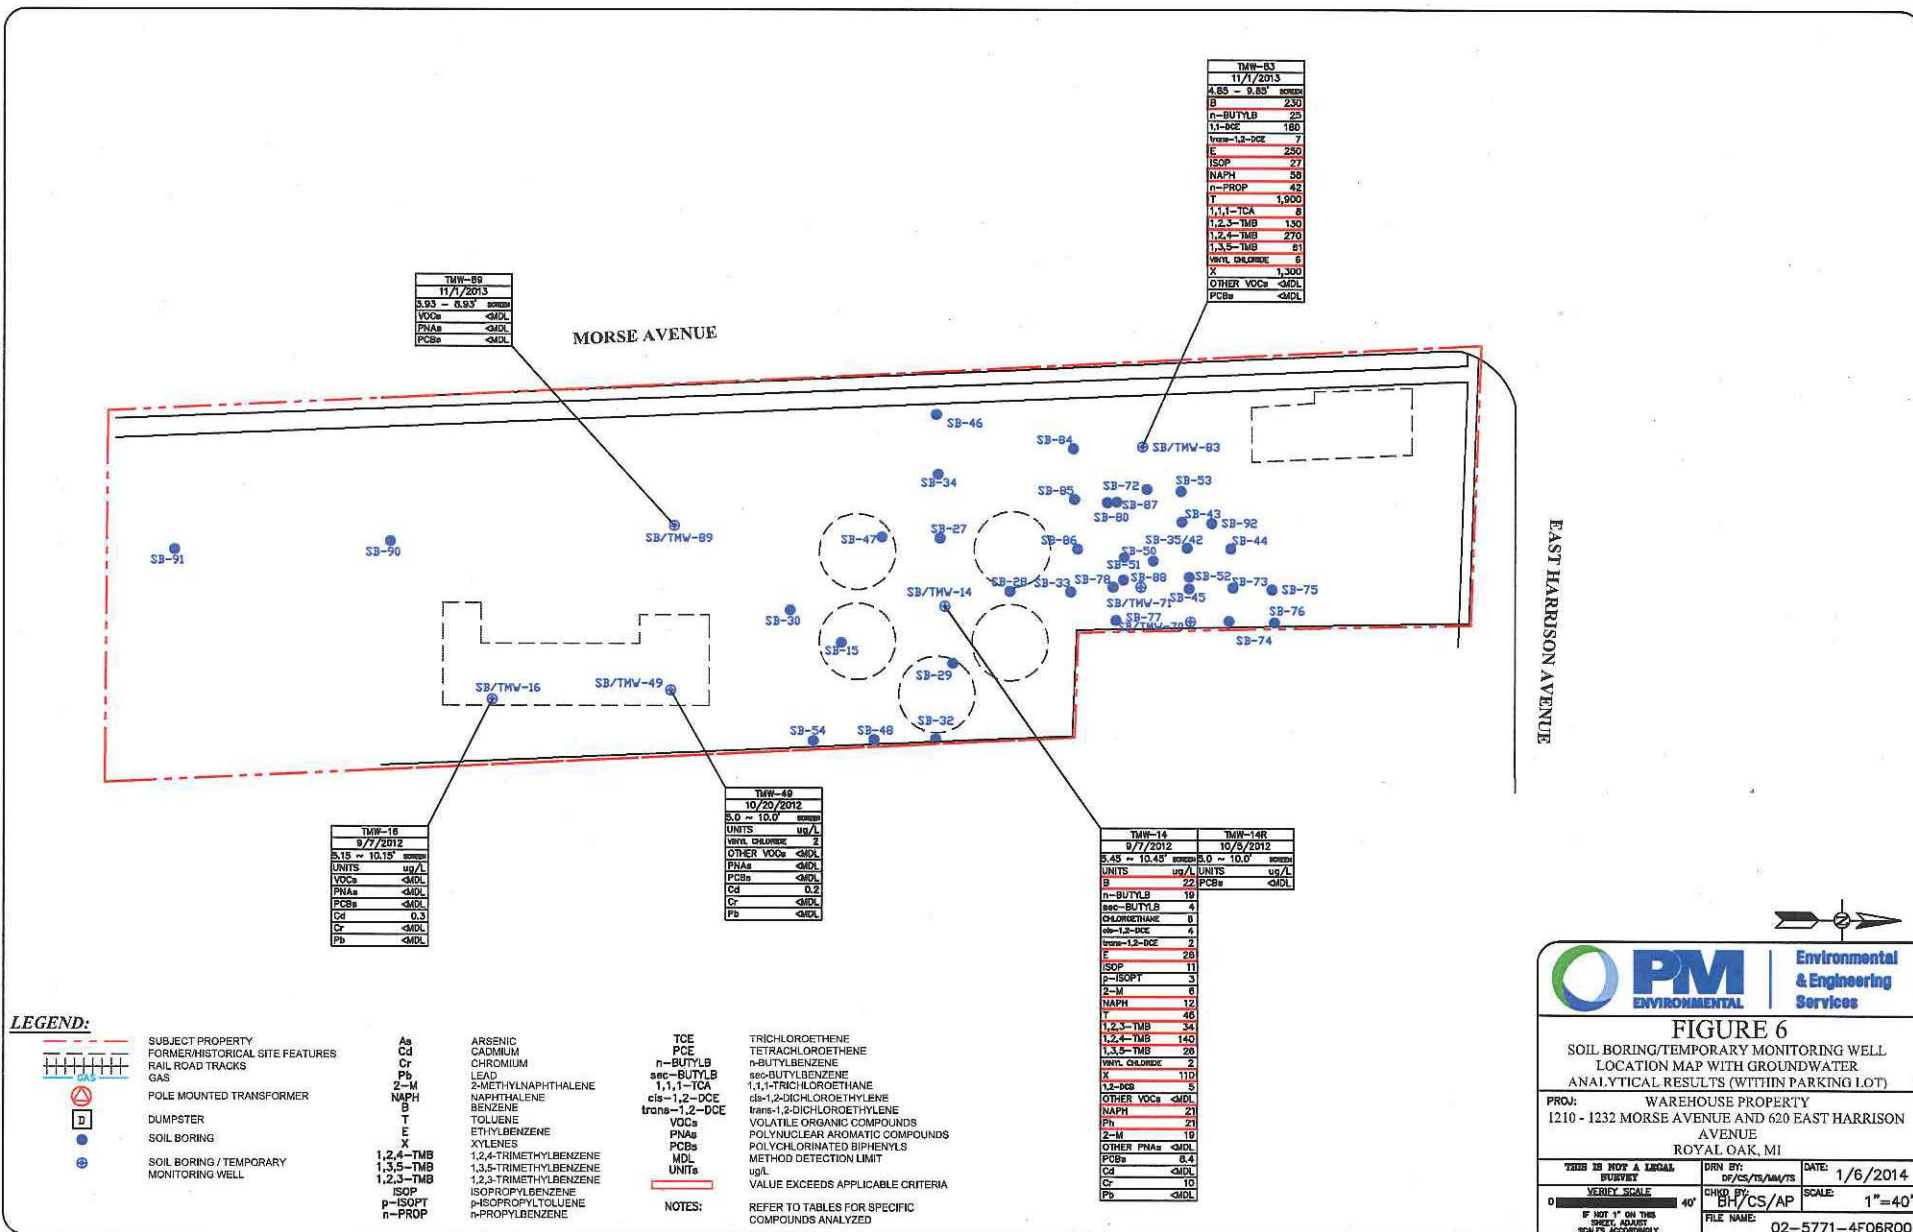 TMW-83
11/1/2013
4.85 - 9.85' SCREEN
B 230
n-BUTYLB 25
1,1-DCE 180
trans-1,2-DCE 7
E 250
ISOP 27
NAPH 58
n-PROP 42
T 1,900
1,1,1-TCA 8
1,2,3-TMB 130
1,2,4-TMB 270
1,3,5-TMB 61
VINYL CHLORIDE 6
X 1,300
OTHER VOCs <MDL
PCBs <MDL
TMW-89
11/1/2013
3.93 - 8.93' SCREEN
VOCs <MDL
PNAs <MDL
PCBs <MDL
MORSE AVENUE
EAST HARRISON AVENUE
SB-46
SB-84
SB/TMW-83
SB-34
SB-85
SB-72
SB-53
SB-87
SB-80
SB-43
SB-92
SB-91
SB-90
SB/TMW-89
SB-47
SB-27
SB-86
SB-50
SB-35/42
SB-44
SB-51
SB-28
SB-33
SB-78
SB-88
SB-52
SB-73
SB-75
SB/TMW-14
SB/TMW-71
SB-45
SB-30
SB-77
SB/TMW-70
SB-76
SB-74
SB-15
SB-29
SB/TMW-16
SB/TMW-49
SB-54
SB-48
SB-32
TMW-16
9/7/2012
5.15 ~ 10.15' SCREEN
UNITS ug/L
VOCs <MDL
PNAs <MDL
PCBs <MDL
Cd 0.3
Cr <MDL
Pb <MDL
TMW-49
10/20/2012
5.0 ~ 10.0' SCREEN
UNITS ug/L
VINYL CHLORIDE 2
OTHER VOCs <MDL
PNAs <MDL
PCBs <MDL
Cd 0.2
Cr <MDL
Pb <MDL
TMW-14 TMW-14R
9/7/2012 10/5/2012
5.45 ~ 10.45' SCREEN 5.0 ~ 10.0' SCREEN
UNITS ug/L UNITS ug/L
B 22 PCBs <MDL
n-BUTYLB 19
sec-BUTYLB 4
CHLOROETHANE
cis-1,2-DCE 4
trans-1,2-DCE 2
E 26
ISOP 11
p-ISOPT 3
2-M 6
NAPH 12
T 46
1,2,3-TMB 34
1,2,4-TMB 140
1,3,5-TMB 26
VINYL CHLORIDE 2
X 110
1,2-DCB 5
OTHER VOCs <MDL
NAPH 21
Ph 21
2-M 19
OTHER PNAs <MDL
PCBs 8.4
Cd <MDL
Cr 10
Pb <MDL
N
LEGEND:
SUBJECT PROPERTY
FORMER/HISTORICAL SITE FEATURES
RAIL ROAD TRACKS
GAS GAS
POLE MOUNTED TRANSFORMER
D DUMPSTER
SOIL BORING
SOIL BORING / TEMPORARY
MONITORING WELL
As ARSENIC
Cd CADMIUM
Cr CHROMIUM
Pb LEAD
2-M 2-METHYLNAPHTHALENE
NAPH NAPHTHALENE
B BENZENE
T TOLUENE
E ETHYLBENZENE
X XYLENES
1,2,4-TMB 1,2,4-TRIMETHYLBENZENE
1,3,5-TMB 1,3,5-TRIMETHYLBENZENE
1,2,3-TMB 1,2,3-TRIMETHYLBENZENE
ISOP ISOPROPYLBENZENE
p-ISOPT p-ISOPROPYLTOLUENE
n-PROP n-PROPYLBENZENE
TCE TRICHLOROETHENE
PCE TETRACHLOROETHENE
n-BUTYLB n-BUTYLBENZENE
sec-BUTYLB sec-BUTYLBENZENE
1,1,1-TCA 1,1,1-TRICHLOROETHANE
cis-1,2-DCE cis-1,2-DICHLOROETHYLENE
trans-1,2-DCE trans-1,2-DICHLOROETHYLENE
VOCs VOLATILE ORGANIC COMPOUNDS
PNAs POLYNUCLEAR AROMATIC COMPOUNDS
PCBs POLYCHLORINATED BIPHENYLS
MDL METHOD DETECTION LIMIT
UNITs ug/L
VALUE EXCEEDS APPLICABLE CRITERIA
NOTES: REFER TO TABLES FOR SPECIFIC
COMPOUNDS ANALYZED
PM
ENVIRONMENTAL
Environmental
& Engineering
Services
FIGURE 6
SOIL BORING/TEMPORARY MONITORING WELL
LOCATION MAP WITH GROUNDWATER
ANALYTICAL RESULTS (WITHIN PARKING LOT)
PROJ: WAREHOUSE PROPERTY
1210 - 1232 MORSE AVENUE AND 620 EAST HARRISON
AVENUE
ROYAL OAK, MI
THIS IS NOT A LEGAL
SURVEY
DRN BY:
DF/CS/TS/MM/TS
DATE: 1/6/2014
VERIFY SCALE
0 40'
IF NOT 1" ON THIS
SHEET, ADJUST
SCALES ACCORDINGLY
CHKD BY:
BH/CS/AP
SCALE: 1"=40'
FILE NAME: 02-5771-4F06R00